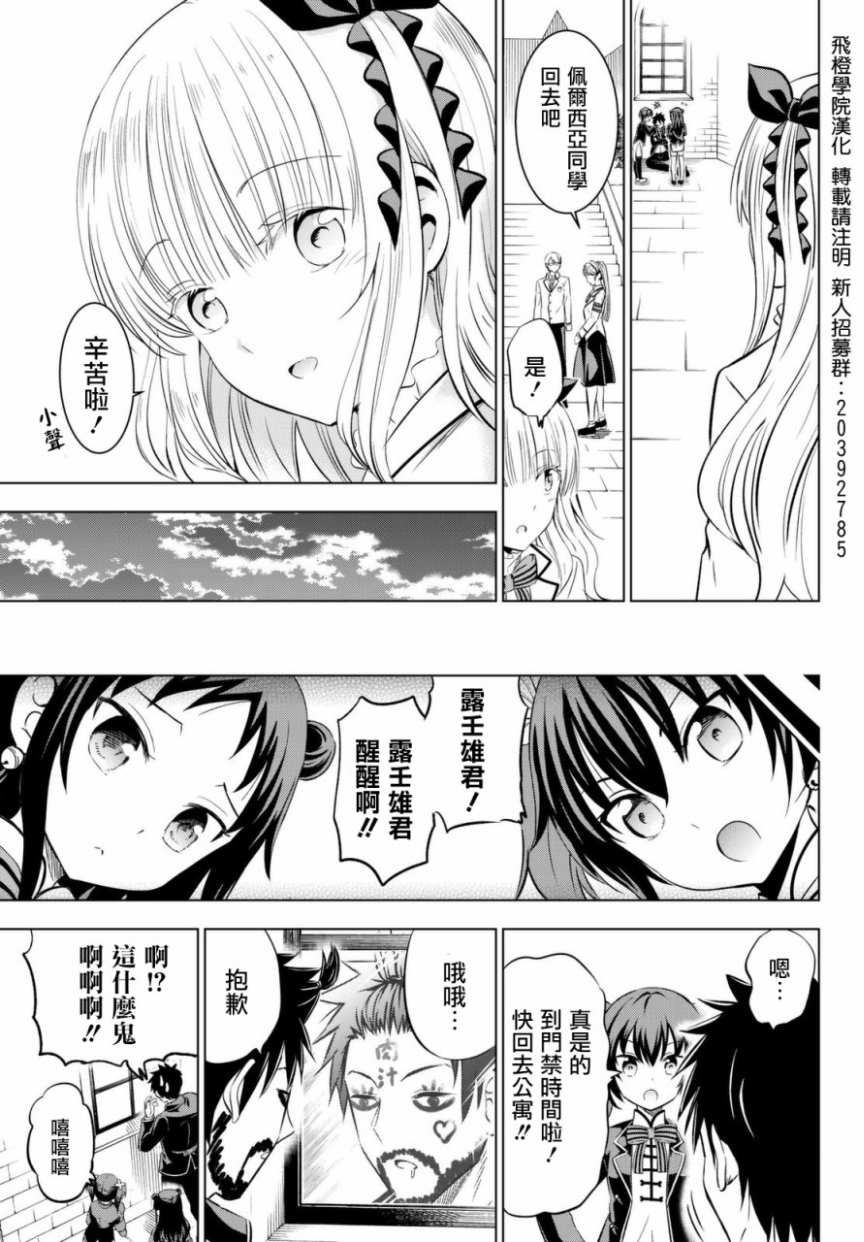 飛橙學院漢化 轉載請注明 新人招募群：20392785
佩爾西亞同學
回去吧
是！
辛苦啦！
小聲
露壬雄君！
露壬雄君
醒醒啊!!
嗯…
真是的
到門禁時間啦！
快回去公寓!!
哦哦…
肉汁
抱歉
啊!?
這什麼鬼
啊啊啊!!
嘻嘻嘻